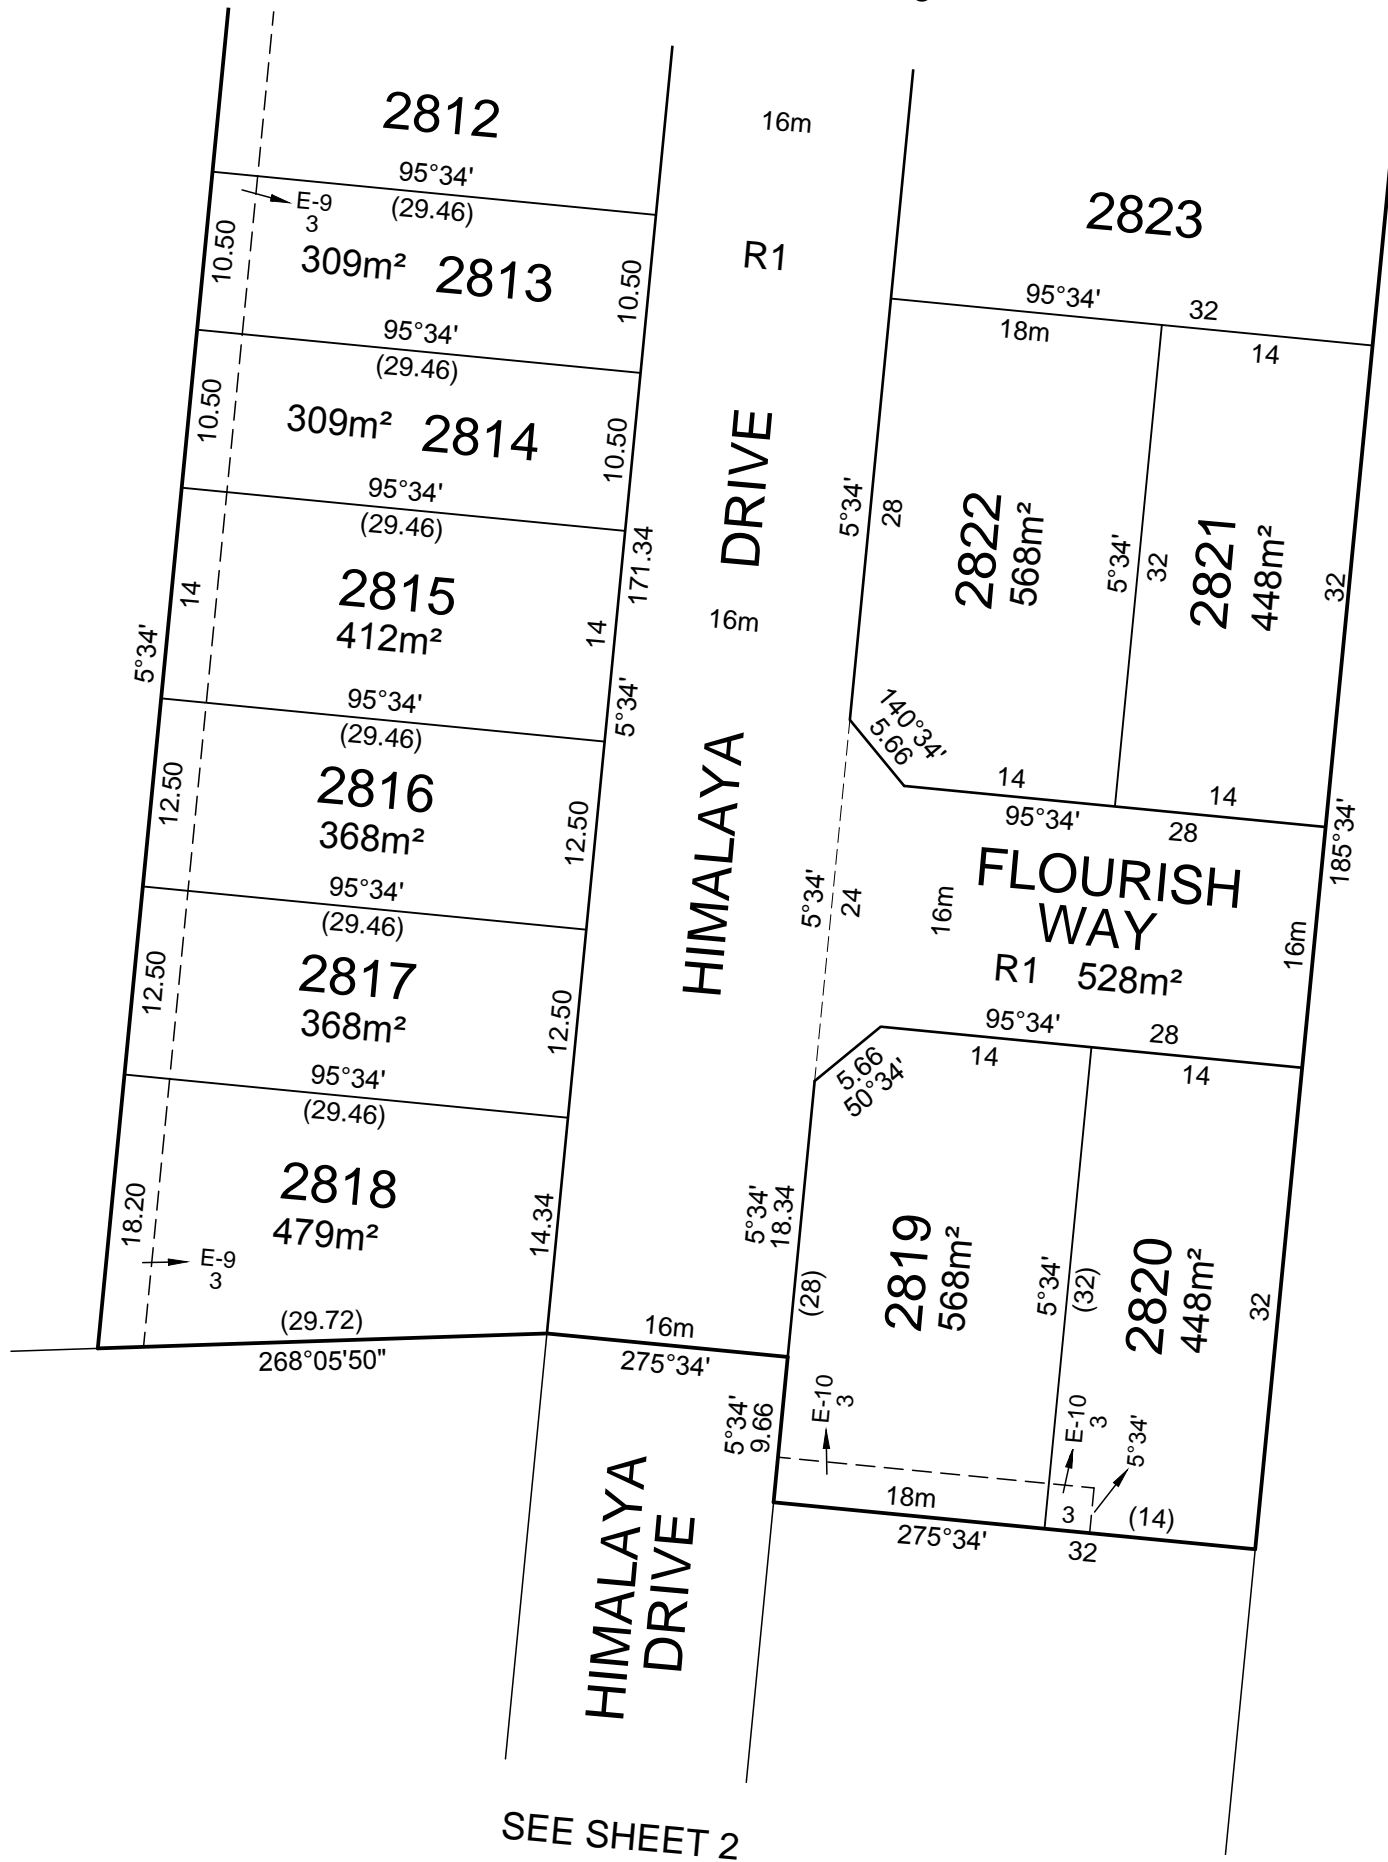 2812
95°34'
(29.46)
E-9
3
10.50
309m² 2813
10.50
95°34'
(29.46)
10.50
309m² 2814
10.50
95°34'
(29.46)
14
2815
412m²
14
171.34
5°34'
5°34'
95°34'
(29.46)
12.50
2816
368m²
12.50
95°34'
(29.46)
12.50
2817
368m²
12.50
95°34'
(29.46)
18.20
2818
479m²
14.34
E-9
3
(29.72)
268°05'50"
16m
R1
HIMALAYA DRIVE
16m
16m
275°34'
HIMALAYA
DRIVE
2823
95°34'
32
18m
14
5°34'
28
2822
568m²
5°34'
32
2821
448m²
32
140°34'
5.66
14
14
95°34'
28
185°34'
5°34'
24
16m
FLOURISH
WAY
R1 528m²
16m
95°34'
28
14
14
5.66
50°34'
5°34'
18.34
(28)
2819
568m²
5°34'
(32)
2820
448m²
32
5°34'
9.66
E-10
3
E-10
3
5°34'
18m
3
(14)
275°34'
32
SEE SHEET 2